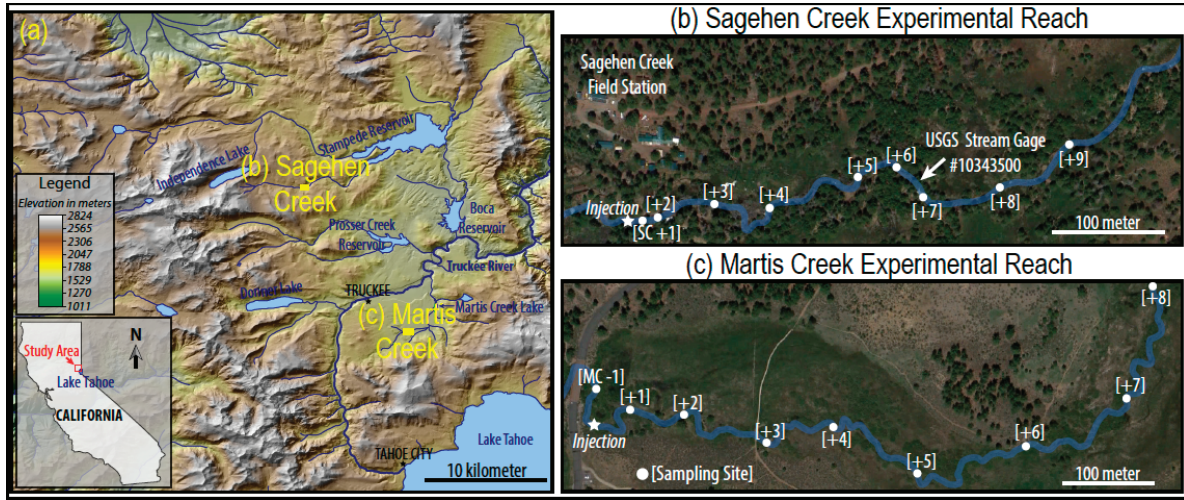 (a)
Independence Lake
Stampede Reservoir
(b) Sagehen
Creek
Prosser Creek
Reservoir
Boca
Reservoir
Truckee River
Donner Lake
TRUCKEE
Martis Creek Lake
(c) Martis
Creek
Lake Tahoe
TAHOE CITY
10 kilometer
Legend
Elevation in meters
2824
2565
2306
2047
1788
1529
1270
1011
N
Study Area
Lake Tahoe
CALIFORNIA
(b) Sagehen Creek Experimental Reach
Sagehen Creek
Field Station
USGS Stream Gage
#10343500
Injection
[SC +1]
[+2]
[+3]
[+4]
[+5]
[+6]
[+7]
[+8]
[+9]
100 meter
(c) Martis Creek Experimental Reach
[MC -1]
Injection
[+1]
[+2]
[+3]
[+4]
[+5]
[+6]
[+7]
[+8]
[Sampling Site]
100 meter